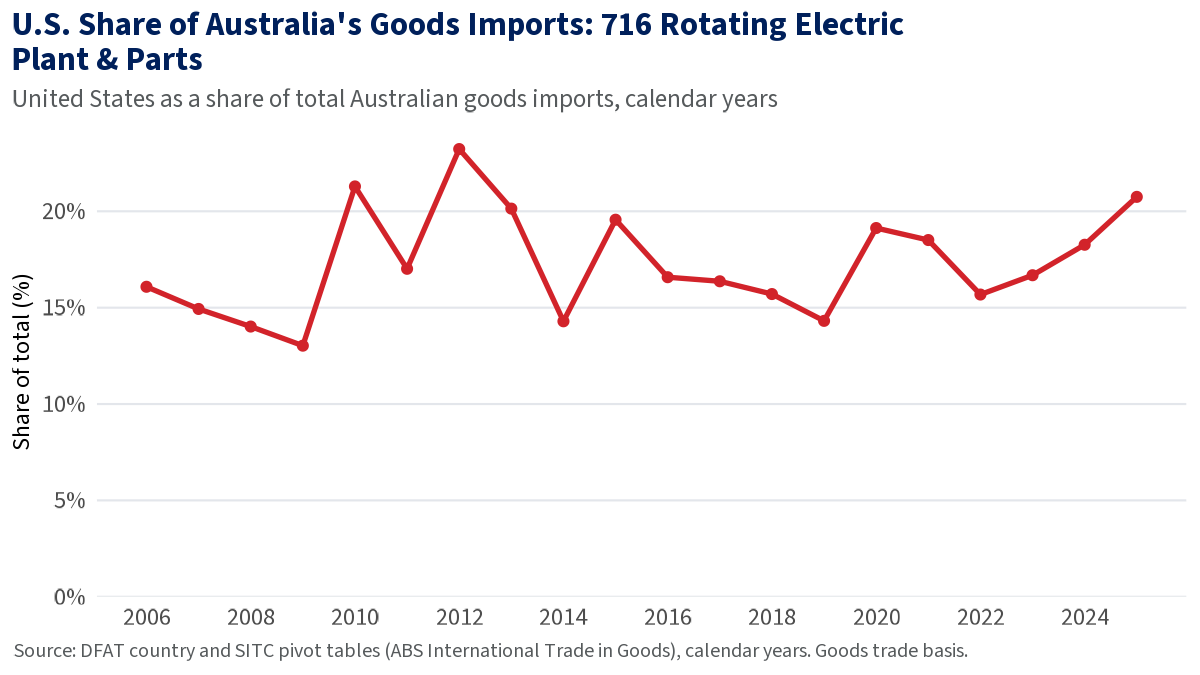 U.S. Share of Australia's Goods Imports: 716 Rotating Electric
Plant & Parts
United States as a share of total Australian goods imports, calendar years
Share of total (%)
20%
15%
10%
5%
0%
2006 2008 2010 2012 2014 2016 2018 2020 2022 2024
Source: DFAT country and SITC pivot tables (ABS International Trade in Goods), calendar years. Goods trade basis.